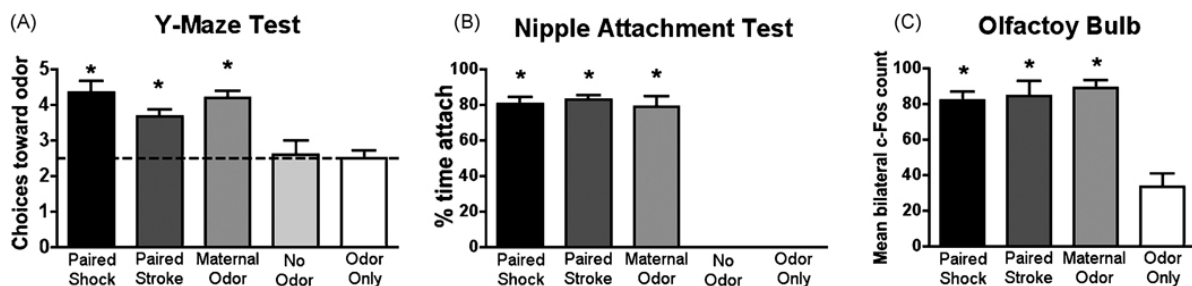 (A)
Y-Maze Test
Choices toward odor
5
4
3
2
1
0
*
*
*
Paired Shock
Paired Stroke
Maternal Odor
No Odor
Odor Only
(B)
Nipple Attachment Test
% time attach
100
80
60
40
20
0
*
*
*
Paired Shock
Paired Stroke
Maternal Odor
No Odor
Odor Only
(C)
Olfactoy Bulb
Mean bilateral c-Fos count
100
80
60
40
20
0
*
*
*
Paired Shock
Paired Stroke
Maternal Odor
Odor Only